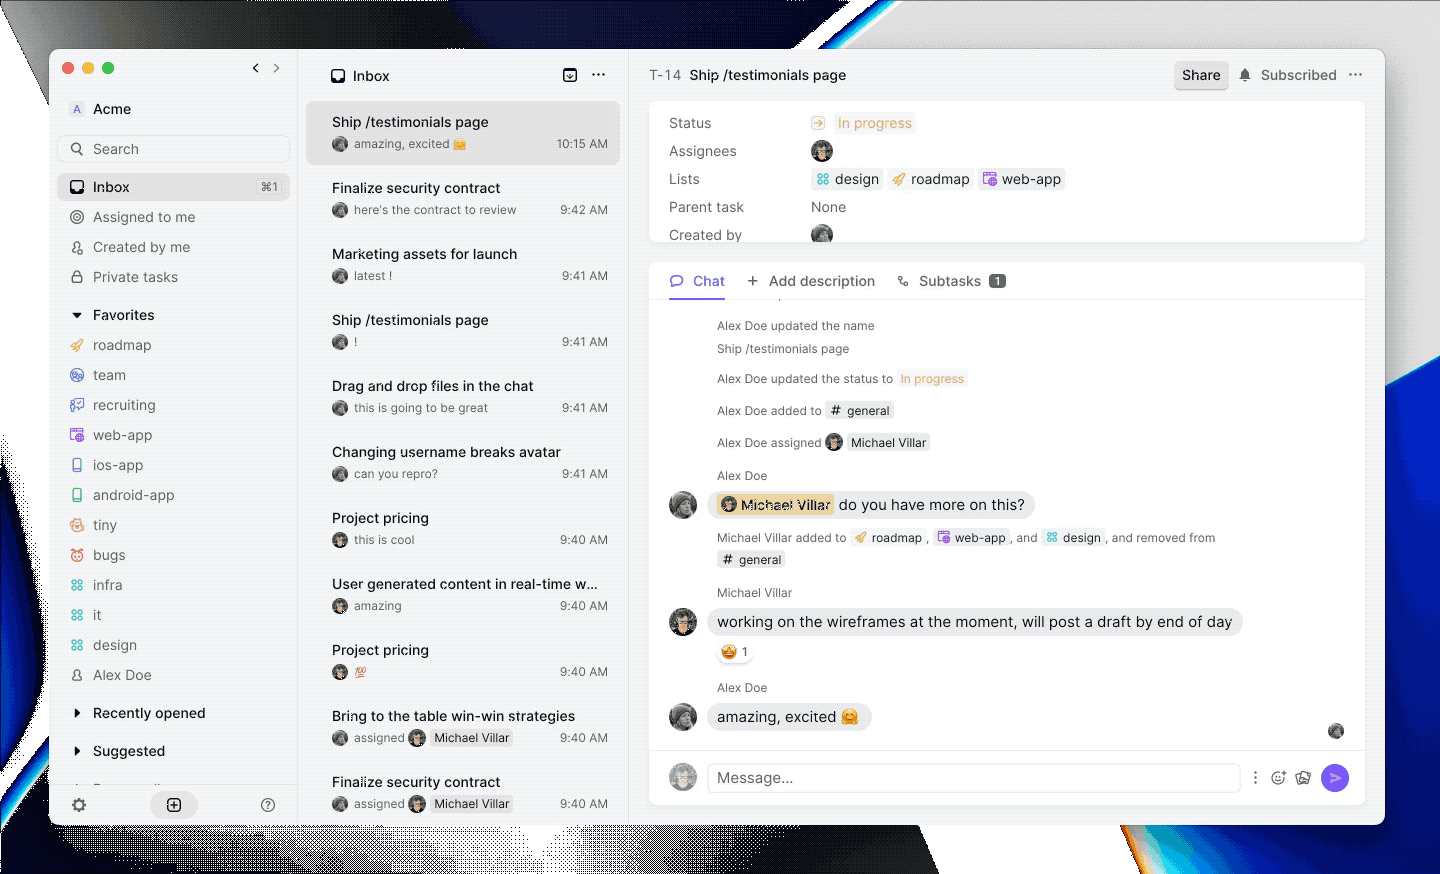 Acme
Search
Inbox ⌘1
Assigned to me
Created by me
Private tasks
Favorites
roadmap
team
recruiting
web-app
ios-app
android-app
tiny
bugs
infra
it
design
Alex Doe
Recently opened
Suggested
Inbox
Ship /testimonials page
amazing, excited 🤗 10:15 AM
Finalize security contract
here's the contract to review 9:42 AM
Marketing assets for launch
latest ! 9:41 AM
Ship /testimonials page
! 9:41 AM
Drag and drop files in the chat
this is going to be great 9:41 AM
Changing username breaks avatar
can you repro? 9:41 AM
Project pricing
this is cool 9:40 AM
User generated content in real-time w...
amazing 9:40 AM
Project pricing
💯 9:40 AM
Bring to the table win-win strategies
assigned Michael Villar 9:40 AM
Finalize security contract
assigned Michael Villar 9:40 AM
T-14 Ship /testimonials page
Share Subscribed
Status In progress
Assignees
Lists design roadmap web-app
Parent task None
Created by
Chat + Add description Subtasks 1
Alex Doe updated the name
Ship /testimonials page
Alex Doe updated the status to In progress
Alex Doe added to # general
Alex Doe assigned Michael Villar
Alex Doe
Michael Villar do you have more on this?
Michael Villar added to roadmap , web-app , and design , and removed from
# general
Michael Villar
working on the wireframes at the moment, will post a draft by end of day
🤩 1
Alex Doe
amazing, excited 🤗
Message...